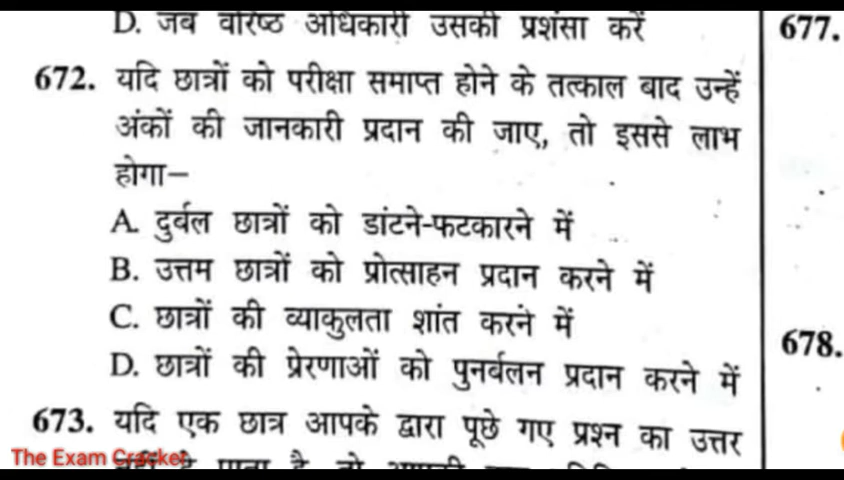 D. जब वरिष्ठ अधिकारी उसकी प्रशंसा करें
677.
672. यदि छात्रों को परीक्षा समाप्त होने के तत्काल बाद उन्हें
अंकों की जानकारी प्रदान की जाए, तो इससे लाभ
होगा–
A. दुर्बल छात्रों को डांटने-फटकारने में
B. उत्तम छात्रों को प्रोत्साहन प्रदान करने में
C. छात्रों की व्याकुलता शांत करने में
678.
D. छात्रों की प्रेरणाओं को पुनर्बलन प्रदान करने में
673. यदि एक छात्र आपके द्वारा पूछे गए प्रश्न का उत्तर
The Exam Cracker